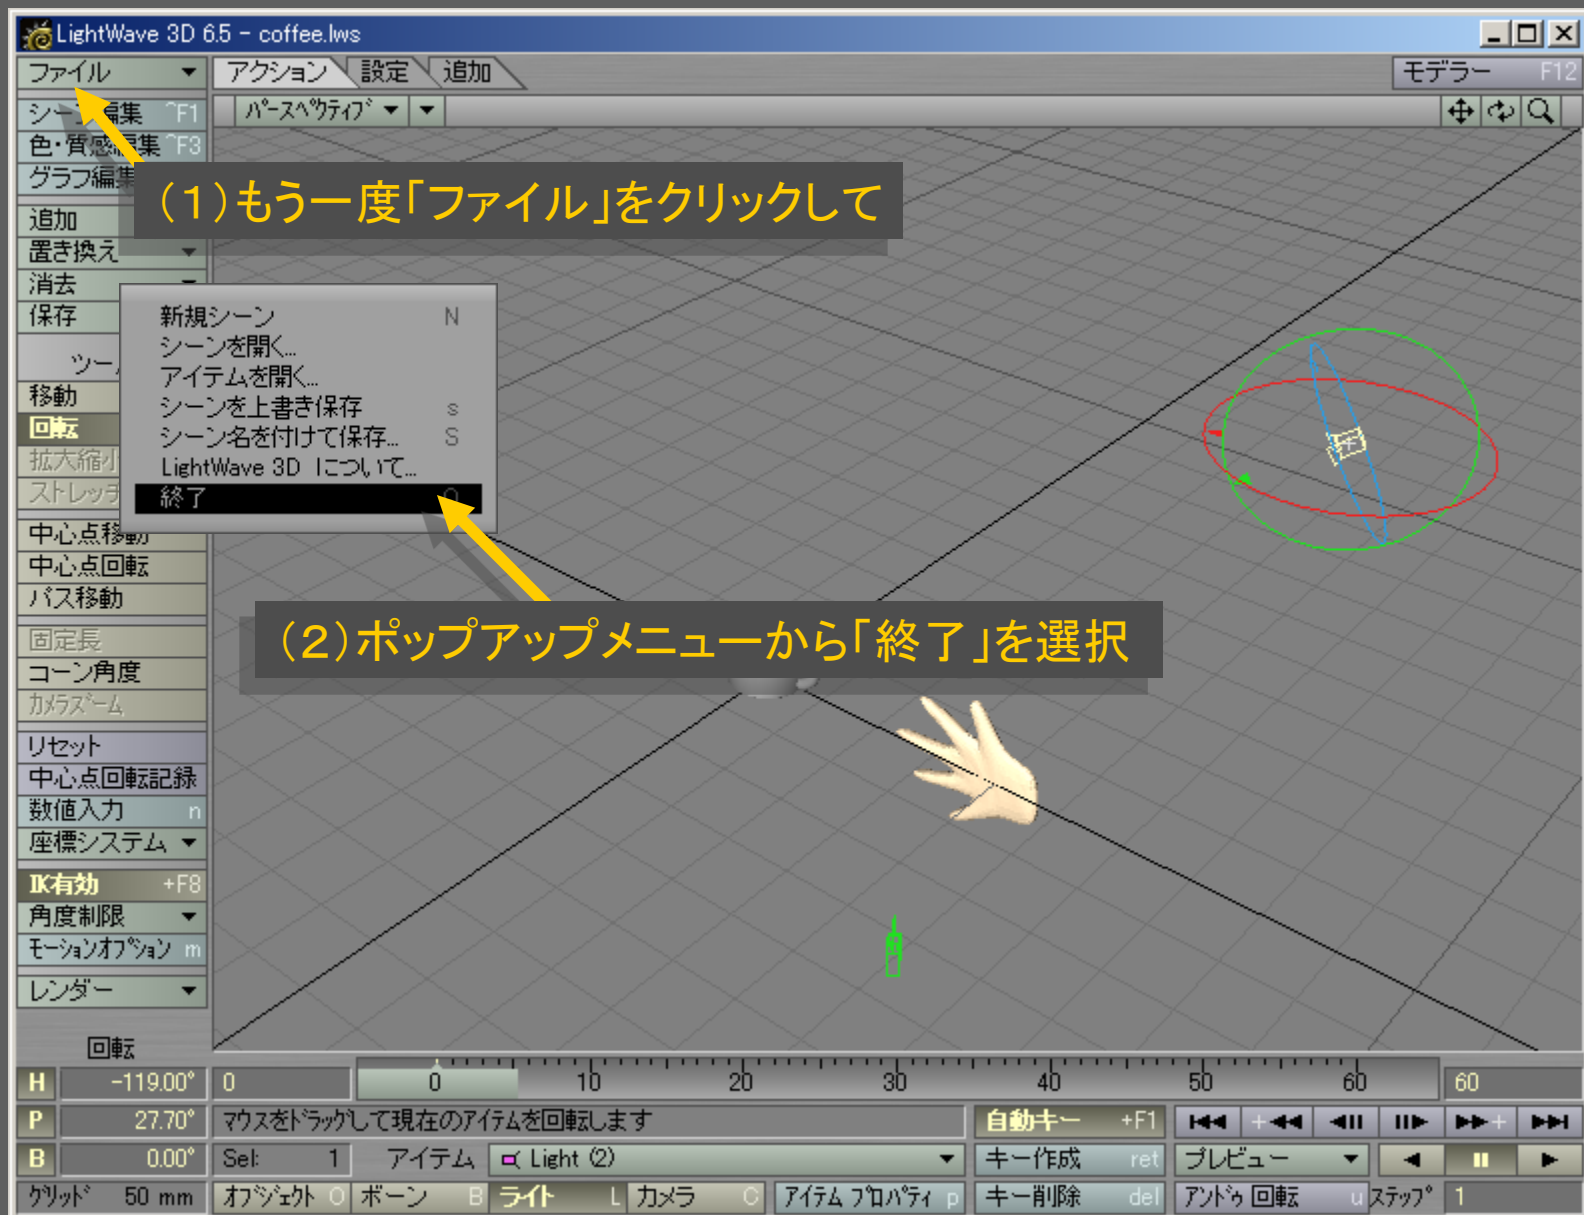 LightWave 3D 6.5 - coffee.lws
ファイル アクション 設定 追加 モデラー F12
シーン編集 ^F1 パースペクティブ
色・質感編集 ^F3
グラフ編集
(1)もう一度「ファイル」をクリックして
追加
置き換え
消去
保存
新規シーン N
シーンを開く...
アイテムを開く...
シーンを上書き保存 s
シーン名を付けて保存... S
LightWave 3D について...
終了 Q
ツール
移動
回転
拡大縮小
ストレッチ
中心点移動
中心点回転
パス移動
(2)ポップアップメニューから「終了」を選択
固定長
コーン角度
カメラズーム
リセット
中心点回転記録
数値入力 n
座標システム
IK有効 +F8
角度制限
モーションオプション m
レンダー
回転
H -119.00° 0 0 10 20 30 40 50 60 60
P 27.70° マウスをドラッグして現在のアイテムを回転します 自動キー +F1
B 0.00° Sel: 1 アイテム Light (2) キー作成 ret プレビュー
グリッド 50 mm オブジェクト O ボーン B ライト L カメラ C アイテム プロパティ p キー削除 del アンドゥ 回転 u ステップ 1